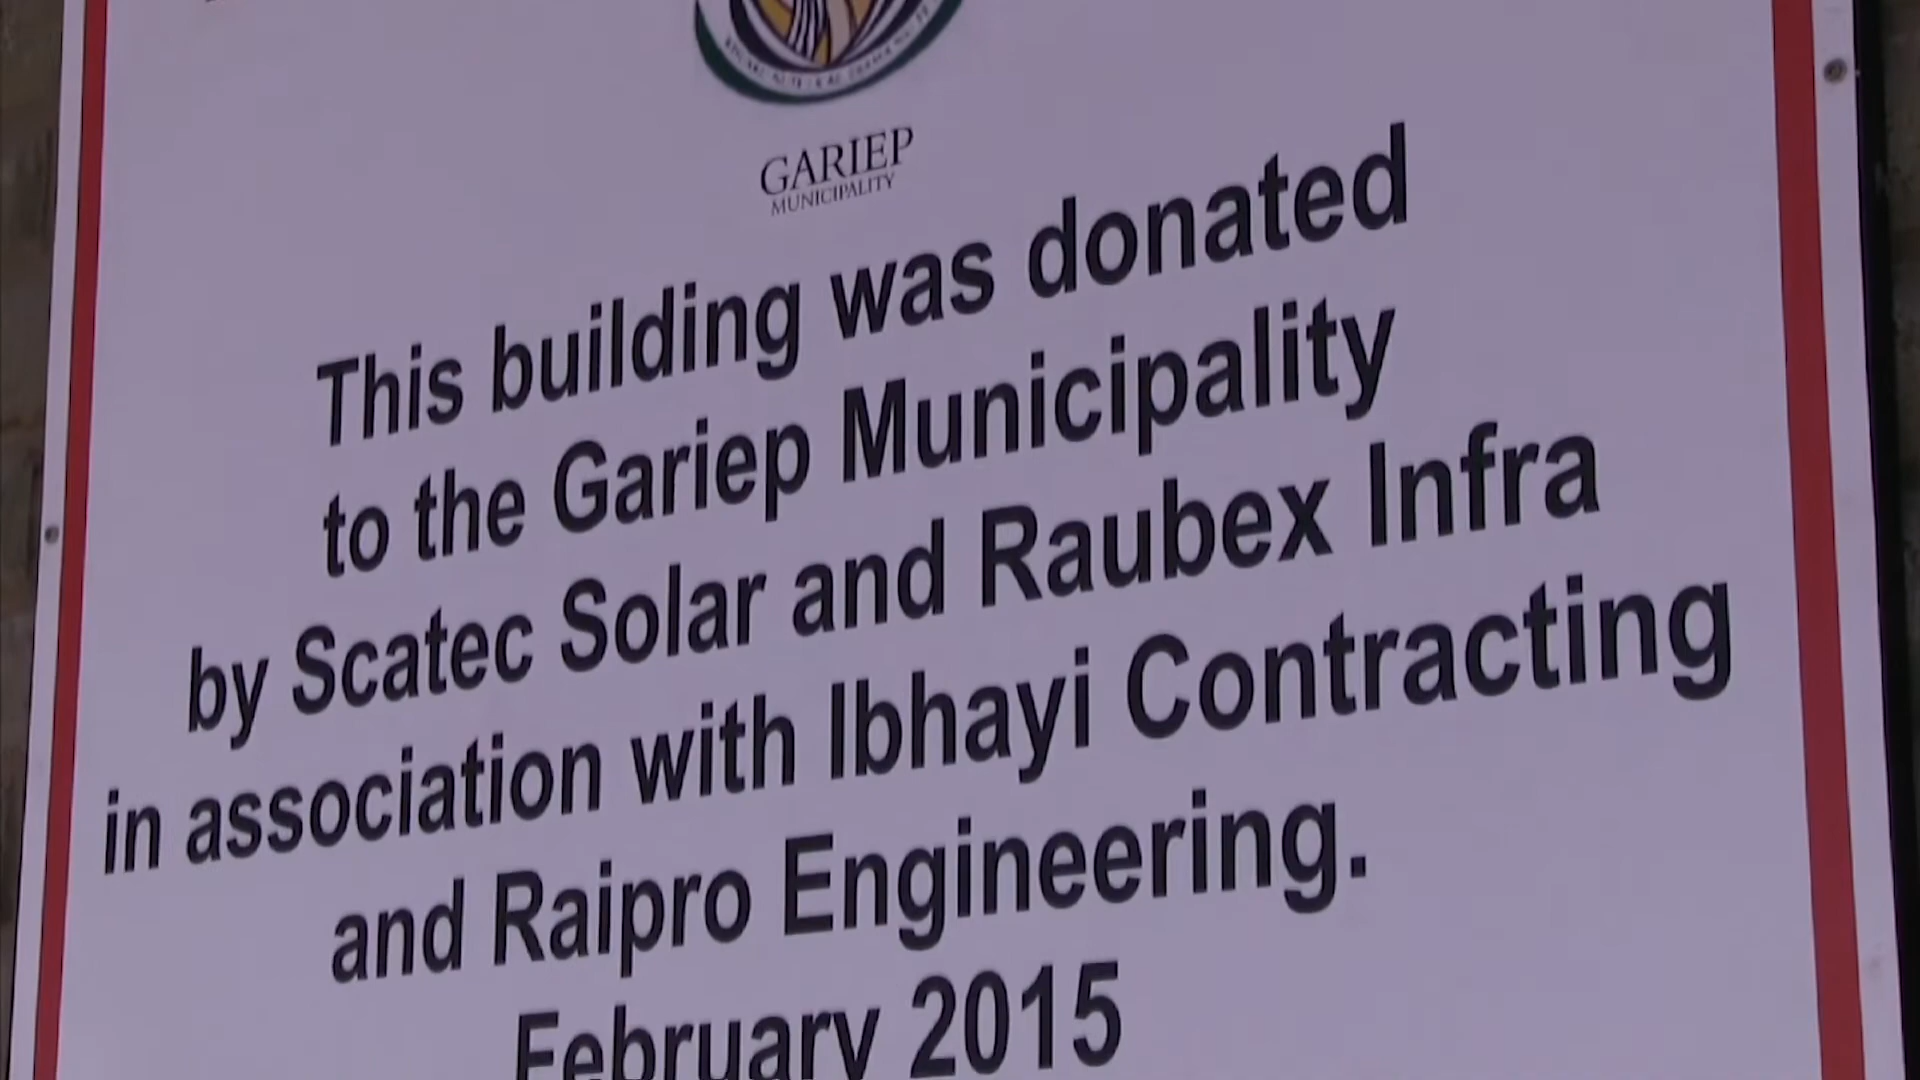 GARIEP
MUNICIPALITY
This building was donated
to the Gariep Municipality
by Scatec Solar and Raubex Infra
in association with Ibhayi Contracting
and Raipro Engineering.
February 2015